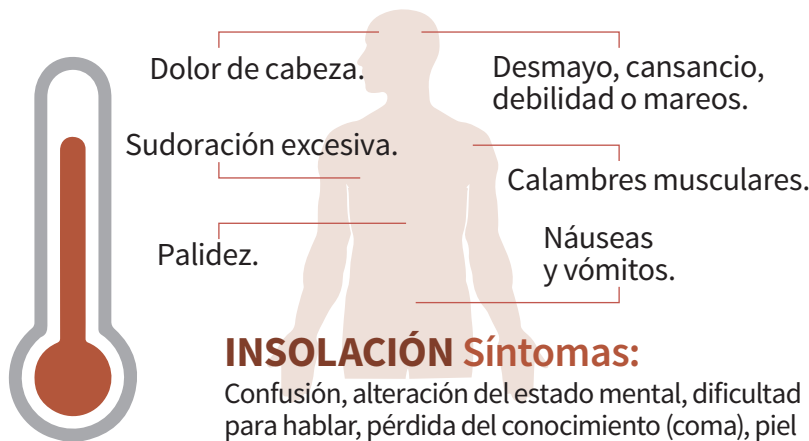 Dolor de cabeza.
Desmayo, cansancio,
debilidad o mareos.
Sudoración excesiva.
Calambres musculares.
Palidez.
Náuseas
y vómitos.
INSOLACIÓN Síntomas:
Confusión, alteración del estado mental, dificultad
para hablar, pérdida del conocimiento (coma), piel